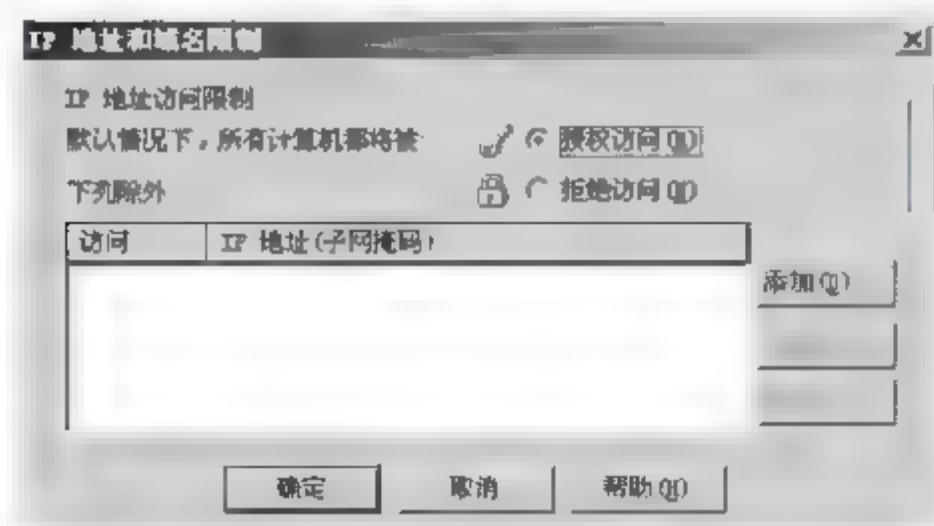 IP 地址和域名限制
IP 地址访问限制
默认情况下，所有计算机都将被:
授权访问(R)
下列除外
拒绝访问(N)
访问 IP 地址(子网掩码)
添加(D)
确定 取消 帮助(H)